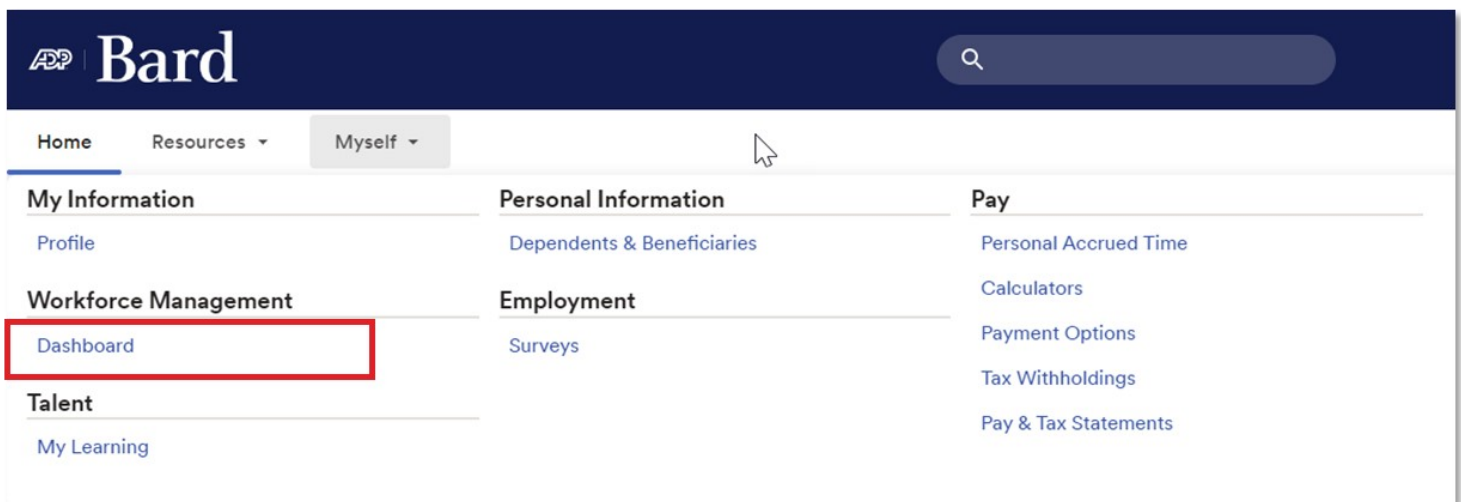 ADP Bard
Home Resources Myself
My Information
Profile
Workforce Management
Dashboard
Talent
My Learning
Personal Information
Dependents & Beneficiaries
Employment
Surveys
Pay
Personal Accrued Time
Calculators
Payment Options
Tax Withholdings
Pay & Tax Statements